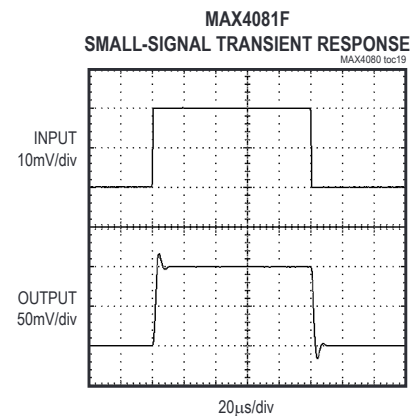 MAX4081F
SMALL-SIGNAL TRANSIENT RESPONSE
MAX4080 toc19
INPUT
10mV/div
OUTPUT
50mV/div
20µs/div